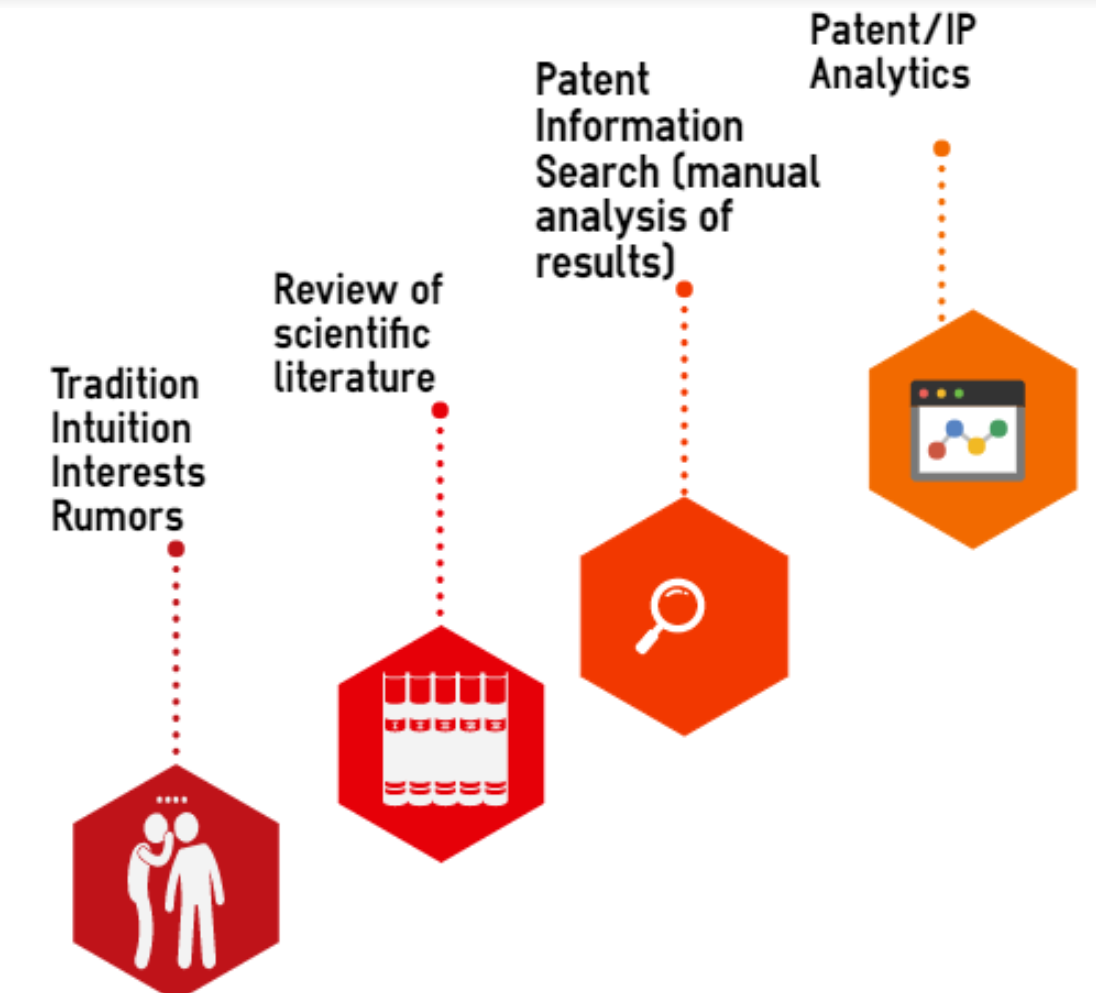 Tradition
Intuition
Interests
Rumors
Review of
scientific
literature
Patent
Information
Search (manual
analysis of
results)
Patent/IP
Analytics